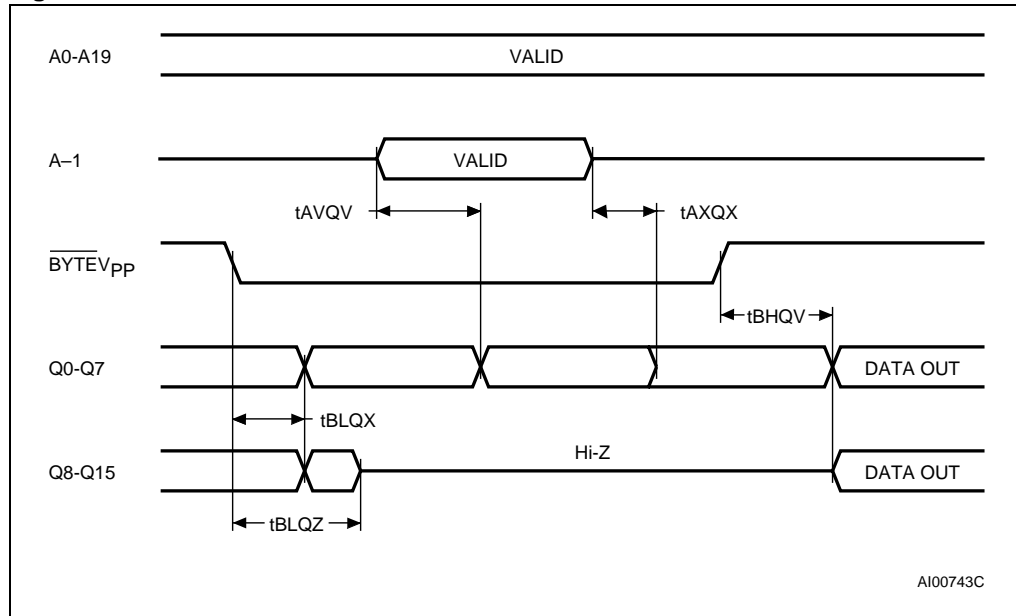 A0-A19
VALID
A–1
VALID
tAVQV
tAXQX
BYTEVPP
tBHQV
Q0-Q7
DATA OUT
tBLQX
Hi-Z
Q8-Q15
DATA OUT
tBLQZ
AI00743C